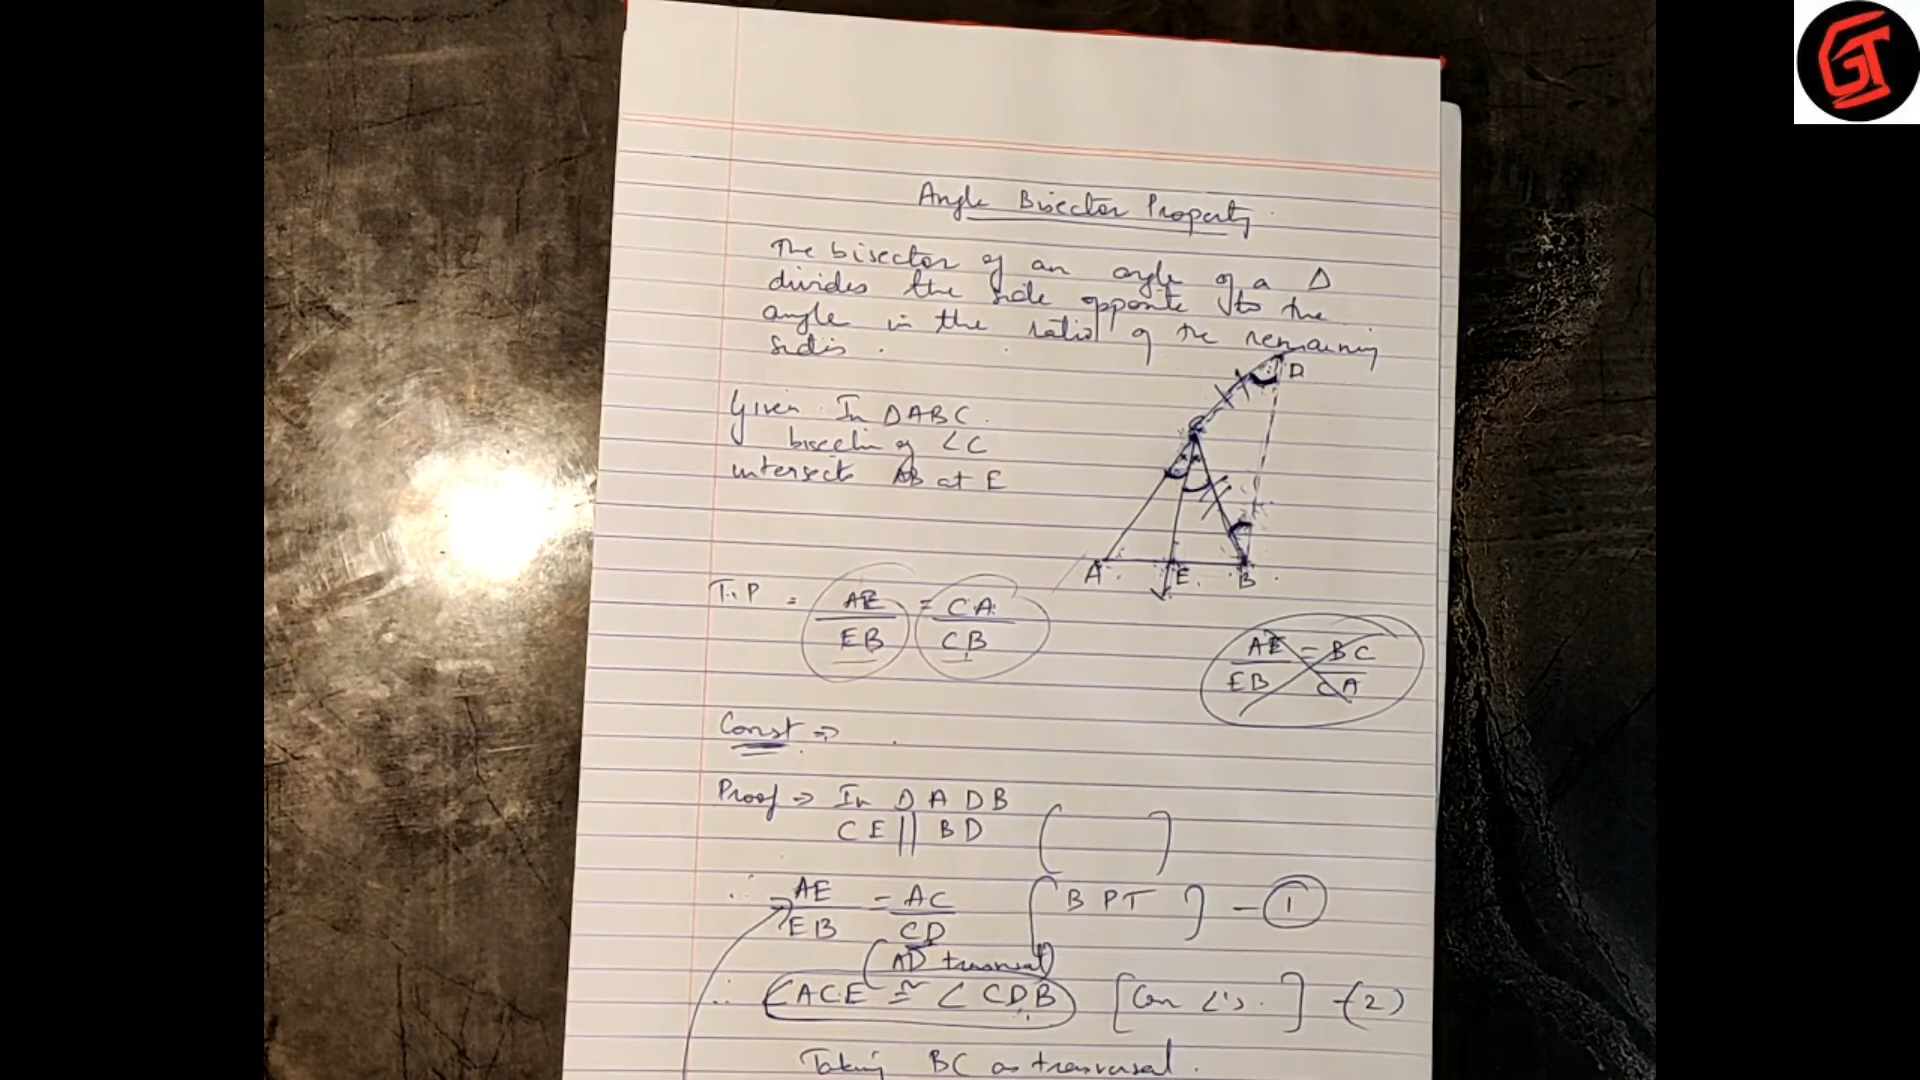 Angle Bisector Property
The bisector of an angle of a Δ
divides the side opposite to the
angle in the ratio of the remaining
sides.
D
Given. In ΔABC.
bisector of ∠C
intersects AB at E
C
A E B
T.P = AE/EB = CA/CB
AE/EB = BC/CA
Const ⇒
Proof ⇒ In Δ ADB
CE || BD ( )
∴ AE/EB = AC/CD [BPT] - ①
(AD transversal)
∴ ∠ACE ≅ ∠CDB [Corr ∠'s.] -(2)
Taking BC as transversal.
GT